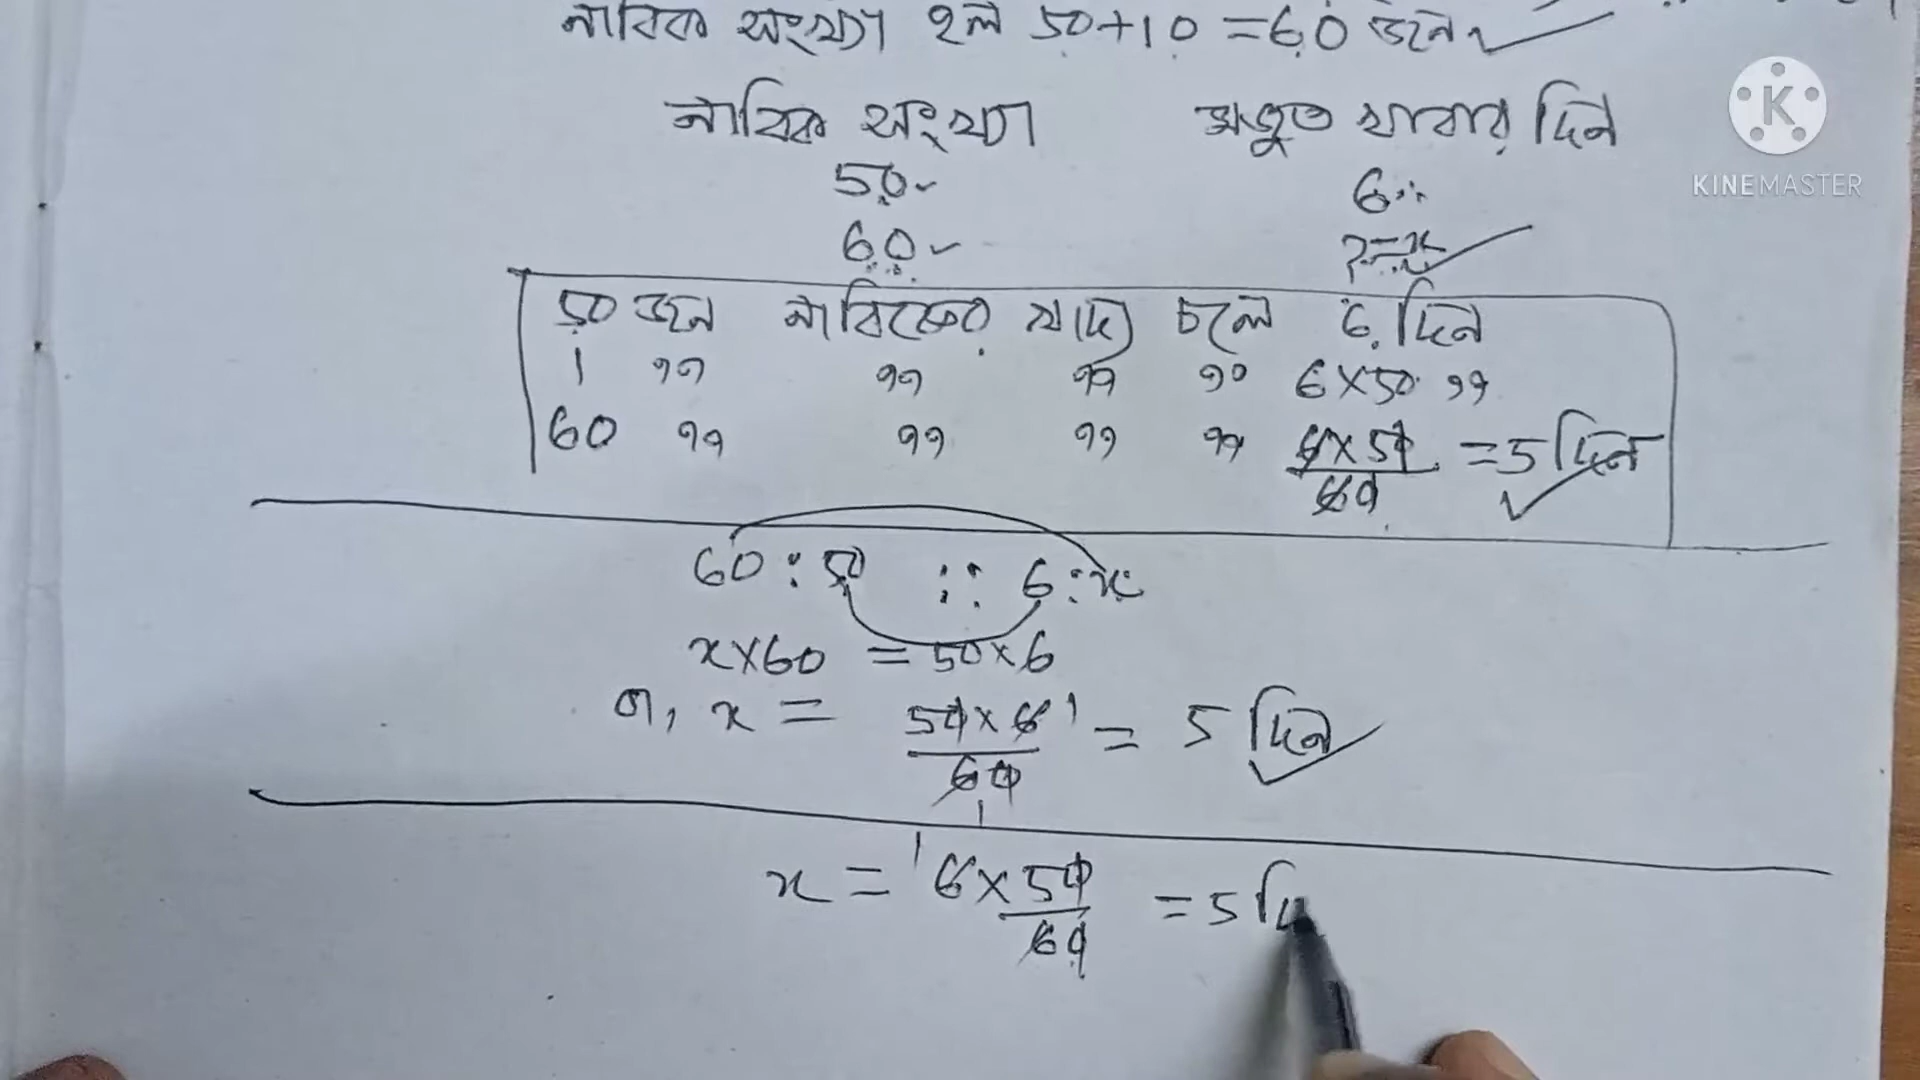 নাবিক সংখ্যা হল 50+10 =60 জন
নাবিক সংখ্যা মজুত খাবার দিন
50 6
60 ?=x
50 জন নাবিকের খাদ্য চলে 6 দিন
1 ,, ,, ,, ,, 6×50 ,,
60 ,, ,, ,, ,, 6×50/60 =5 দিন
60:50 :: 6:x
x×60 =50×6
বা, x = 50×6/60 = 5 দিন
x = 6×50/60 =5 দি
K
KINEMASTER